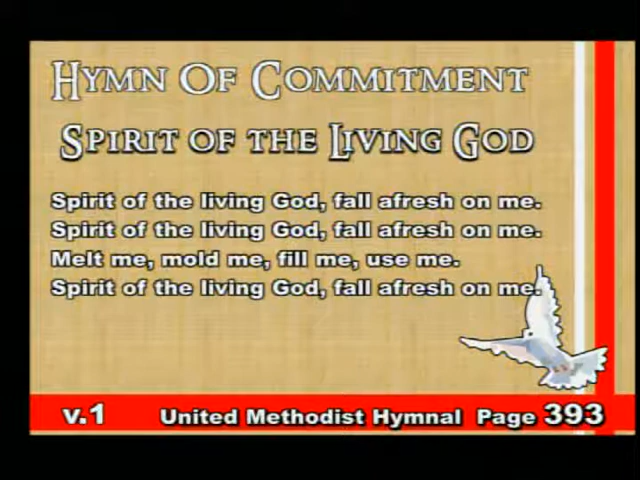 Hymn Of Commitment
Spirit of the Living God
Spirit of the living God, fall afresh on me.
Spirit of the living God, fall afresh on me.
Melt me, mold me, fill me, use me.
Spirit of the living God, fall afresh on me.
v.1 United Methodist Hymnal Page 393